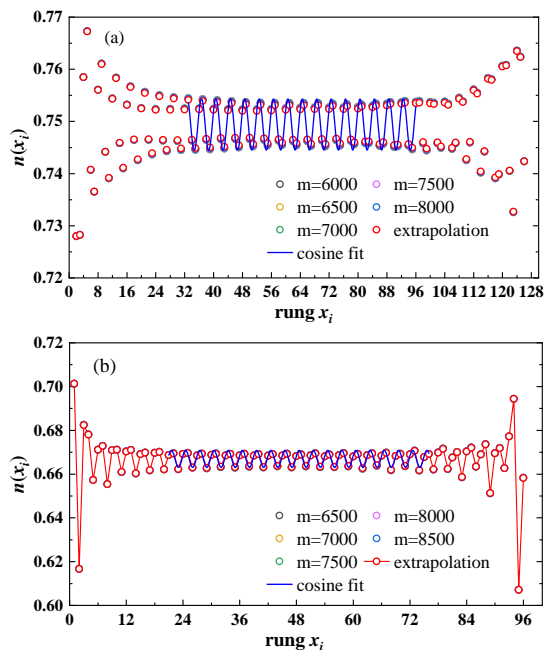 0.77
(a)
0.76
0.75
0.74
0.73
0.72
n(xᵢ)
m=6000 m=7500
m=6500 m=8000
m=7000 extrapolation
cosine fit
0 8 16 24 32 40 48 56 64 72 80 88 96 104 112 120 128
rung xᵢ
0.72
(b)
0.70
0.68
0.66
0.64
0.62
0.60
n(xᵢ)
m=6500 m=8000
m=7000 m=8500
m=7500 extrapolation
cosine fit
0 12 24 36 48 60 72 84 96
rung xᵢ